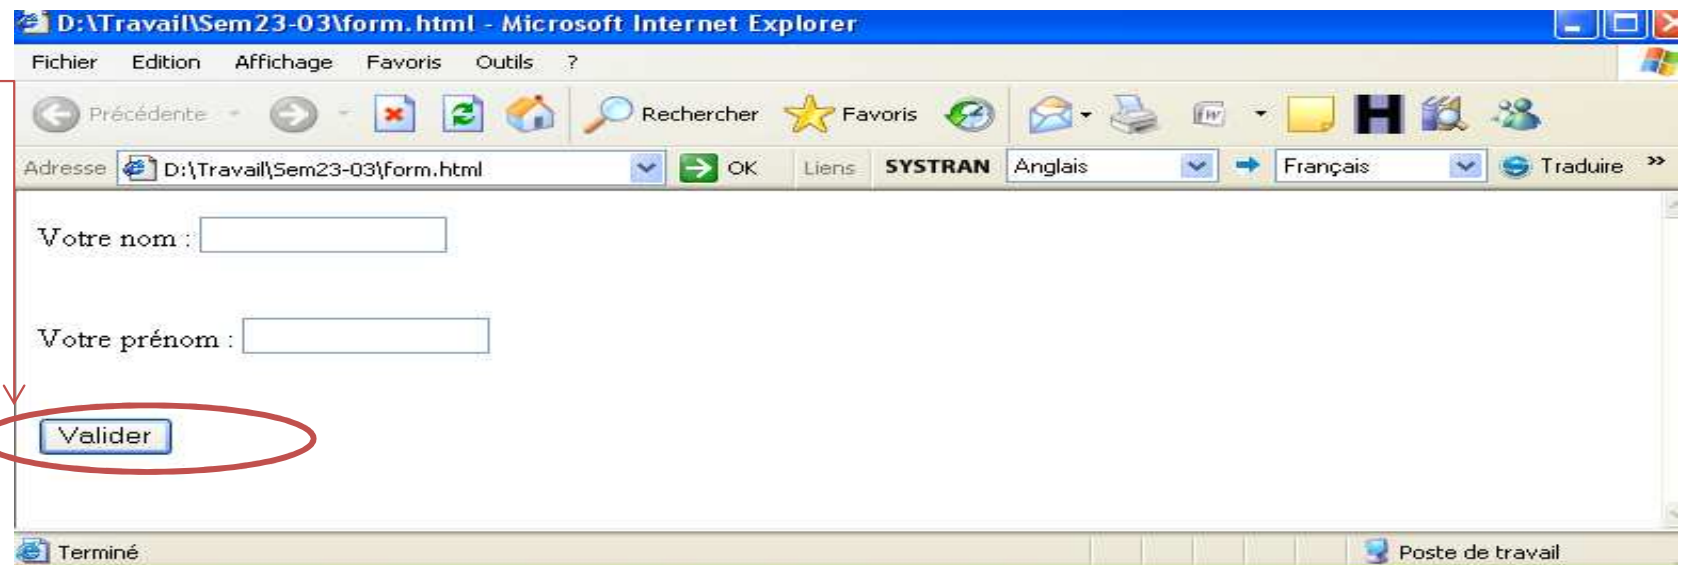 D:\Travail\Sem23-03\form.html - Microsoft Internet Explorer
Fichier Edition Affichage Favoris Outils ?
Précédente Rechercher Favoris
Adresse D:\Travail\Sem23-03\form.html OK Liens SYSTRAN Anglais Français Traduire »
Votre nom :
Votre prénom :
Valider
Terminé Poste de travail